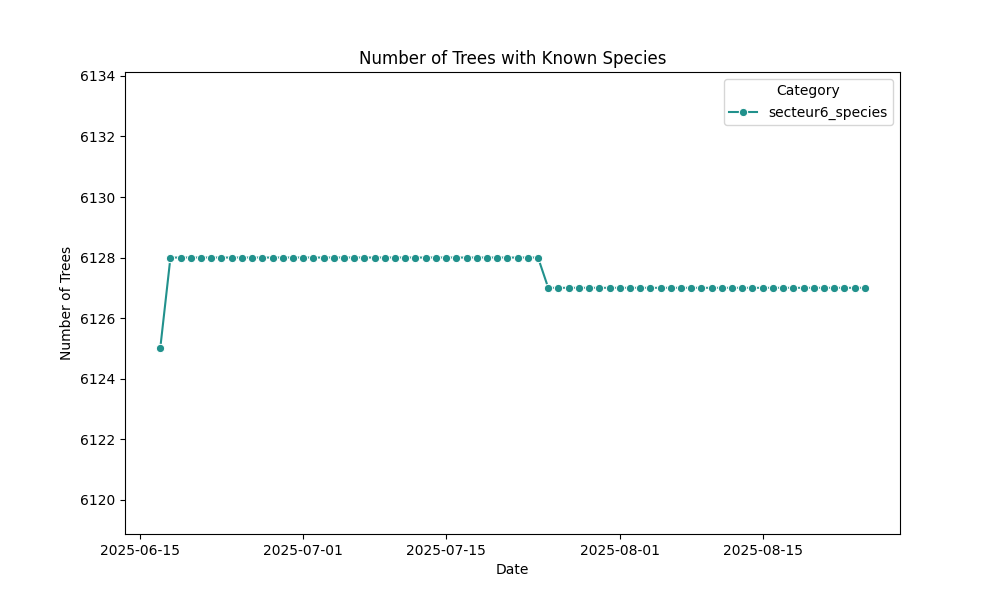 Number of Trees with Known Species
Category
secteur6_species
6134
6132
6130
6128
6126
6124
6122
6120
Number of Trees
2025-06-15
2025-07-01
2025-07-15
2025-08-01
2025-08-15
Date